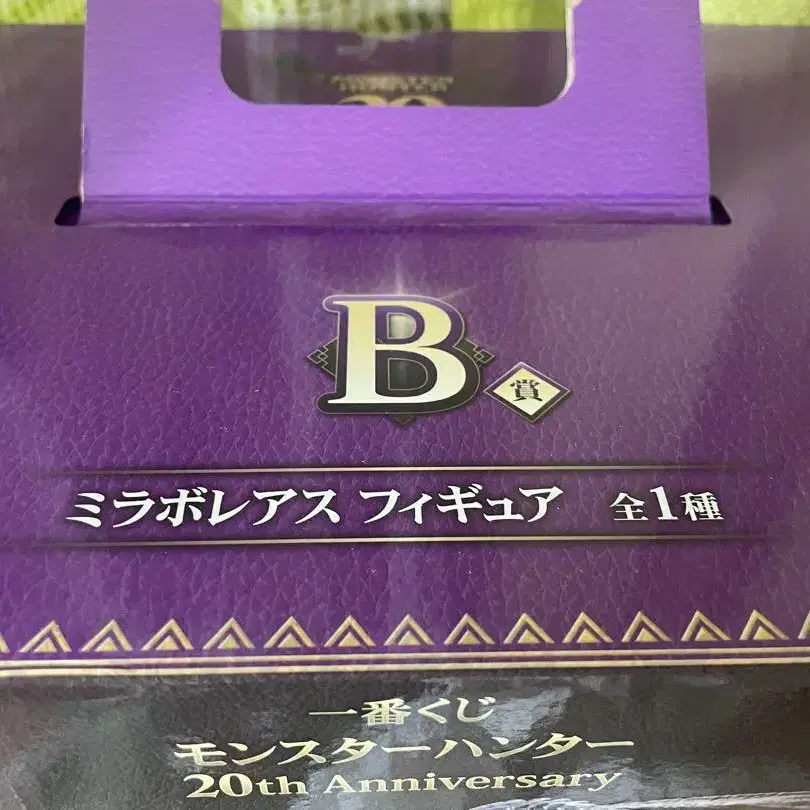 B賞
ミラボレアス フィギュア 全1種
一番くじ
モンスターハンター
20th Anniversary